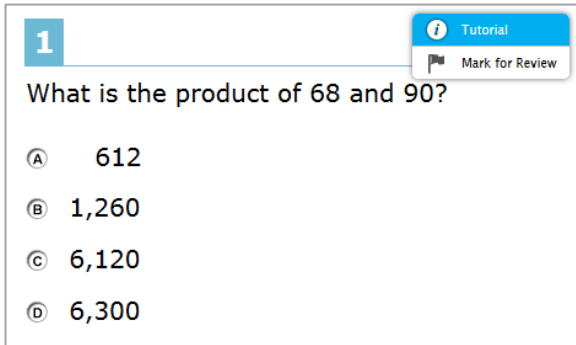 1
Tutorial
Mark for Review
What is the product of 68 and 90?
A 612
B 1,260
C 6,120
D 6,300